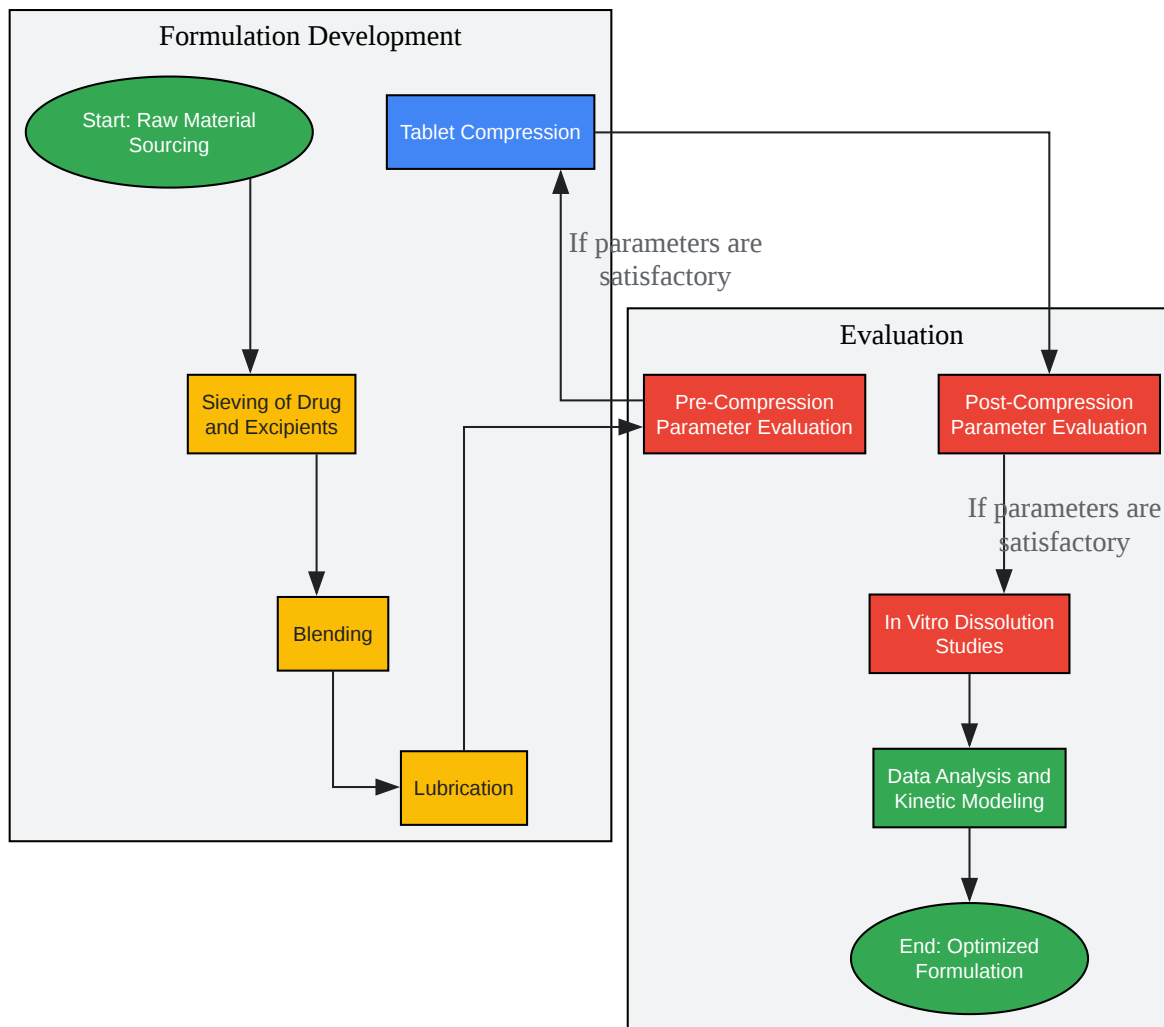 Formulation Development
Start: Raw Material
Sourcing
Tablet Compression
If parameters are
satisfactory
Evaluation
Sieving of Drug
and Excipients
Pre-Compression
Parameter Evaluation
Post-Compression
Parameter Evaluation
If parameters are
satisfactory
Blending
In Vitro Dissolution
Studies
Lubrication
Data Analysis and
Kinetic Modeling
End: Optimized
Formulation